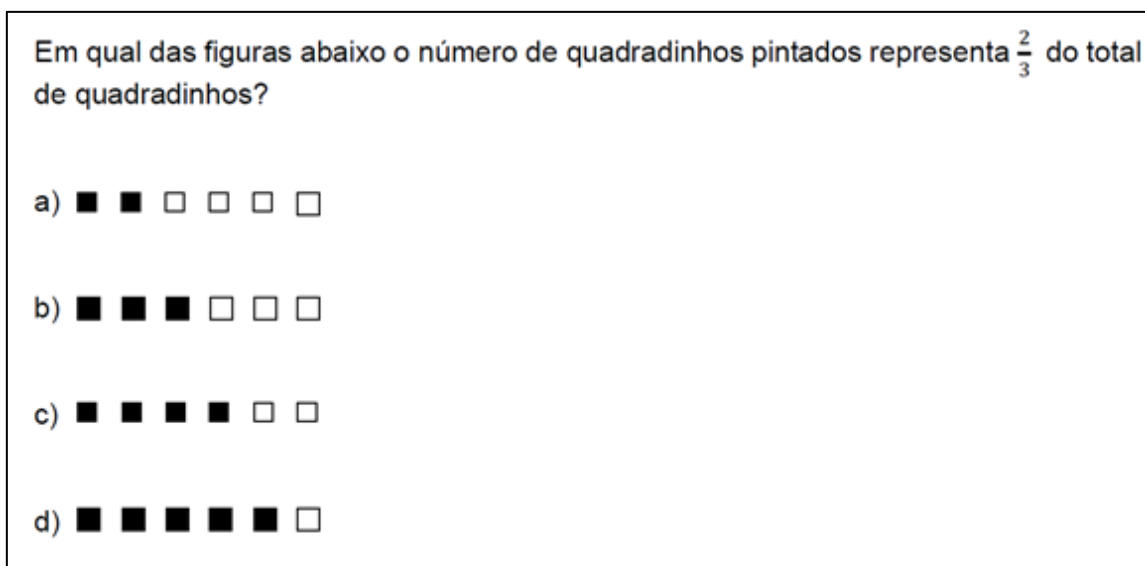 Em qual das figuras abaixo o número de quadradinhos pintados representa 2/3 do total
de quadradinhos?
a) ■ ■ □ □ □ □
b) ■ ■ ■ □ □ □
c) ■ ■ ■ ■ □ □
d) ■ ■ ■ ■ ■ □